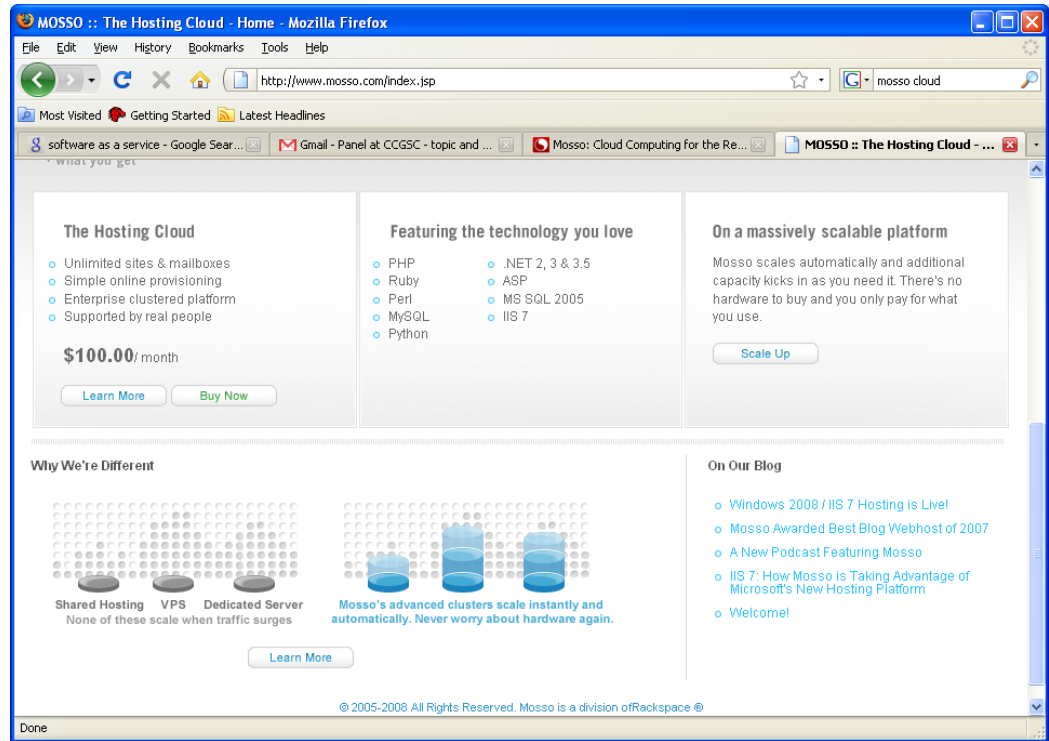 MOSSO :: The Hosting Cloud - Home - Mozilla Firefox
File Edit View History Bookmarks Tools Help
http://www.mosso.com/index.jsp
G mosso cloud
Most Visited Getting Started Latest Headlines
software as a service - Google Sear...
Gmail - Panel at CCGSC - topic and ...
Mosso: Cloud Computing for the Re...
MOSSO :: The Hosting Cloud - ...
What you get
The Hosting Cloud
Unlimited sites & mailboxes
Simple online provisioning
Enterprise clustered platform
Supported by real people
$100.00/ month
Learn More
Buy Now
Featuring the technology you love
PHP
Ruby
Perl
MySQL
Python
.NET 2, 3 & 3.5
ASP
MS SQL 2005
IIS 7
On a massively scalable platform
Mosso scales automatically and additional
capacity kicks in as you need it. There's no
hardware to buy and you only pay for what
you use.
Scale Up
Why We're Different
Shared Hosting VPS Dedicated Server
None of these scale when traffic surges
Mosso's advanced clusters scale instantly and
automatically. Never worry about hardware again.
Learn More
On Our Blog
Windows 2008 / IIS 7 Hosting is Live!
Mosso Awarded Best Blog Webhost of 2007
A New Podcast Featuring Mosso
IIS 7: How Mosso is Taking Advantage of
Microsoft's New Hosting Platform
Welcome!
© 2005-2008 All Rights Reserved. Mosso is a division ofRackspace ®
Done